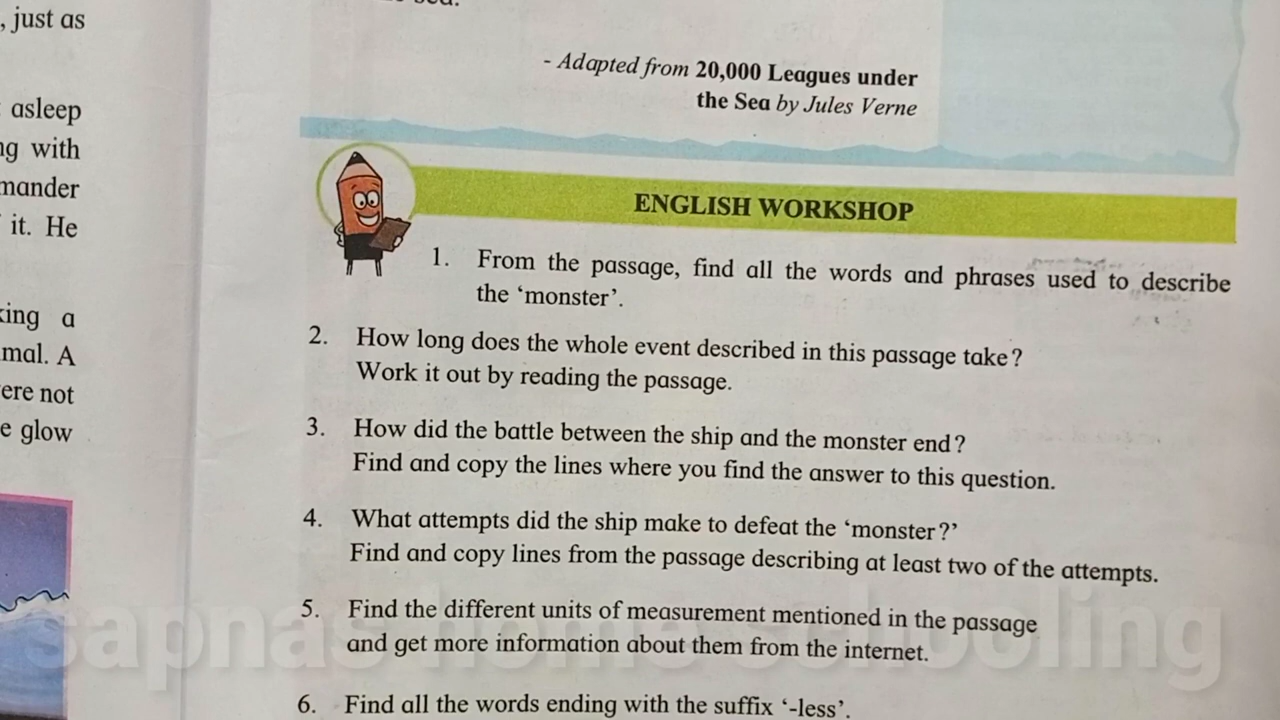 , just as
asleep
with
it. He
a
A
not
glow
- Adapted from 20,000 Leagues under
the Sea by Jules Verne
ENGLISH WORKSHOP
1. From the passage, find all the words and phrases used to describe
the ‘monster’.
2. How long does the whole event described in this passage take?
Work it out by reading the passage.
3. How did the battle between the ship and the monster end?
Find and copy the lines where you find the answer to this question.
4. What attempts did the ship make to defeat the ‘monster?’
Find and copy lines from the passage describing at least two of the attempts.
5. Find the different units of measurement mentioned in the passage
and get more information about them from the internet.
6. Find all the words ending with the suffix ‘-less’.
sapnas home schooling